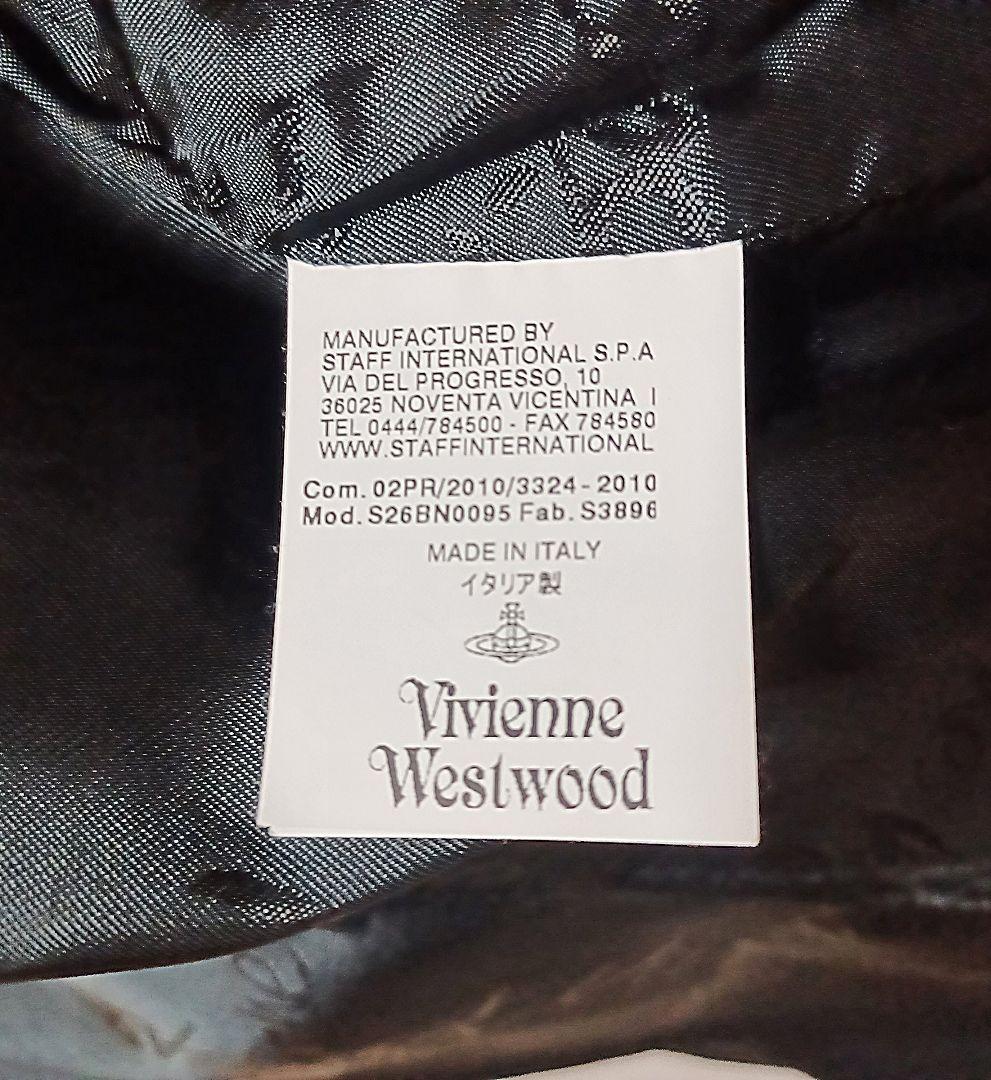 MANUFACTURED BY
STAFF INTERNATIONAL S.P.A
VIA DEL PROGRESSO, 10
36025 NOVENTA VICENTINA I
TEL 0444/784500 - FAX 784580
WWW.STAFFINTERNATIONAL
Com. 02PR/2010/3324-2010
Mod. S26BN0095 Fab. S3896
MADE IN ITALY
イタリア製
Vivienne
Westwood